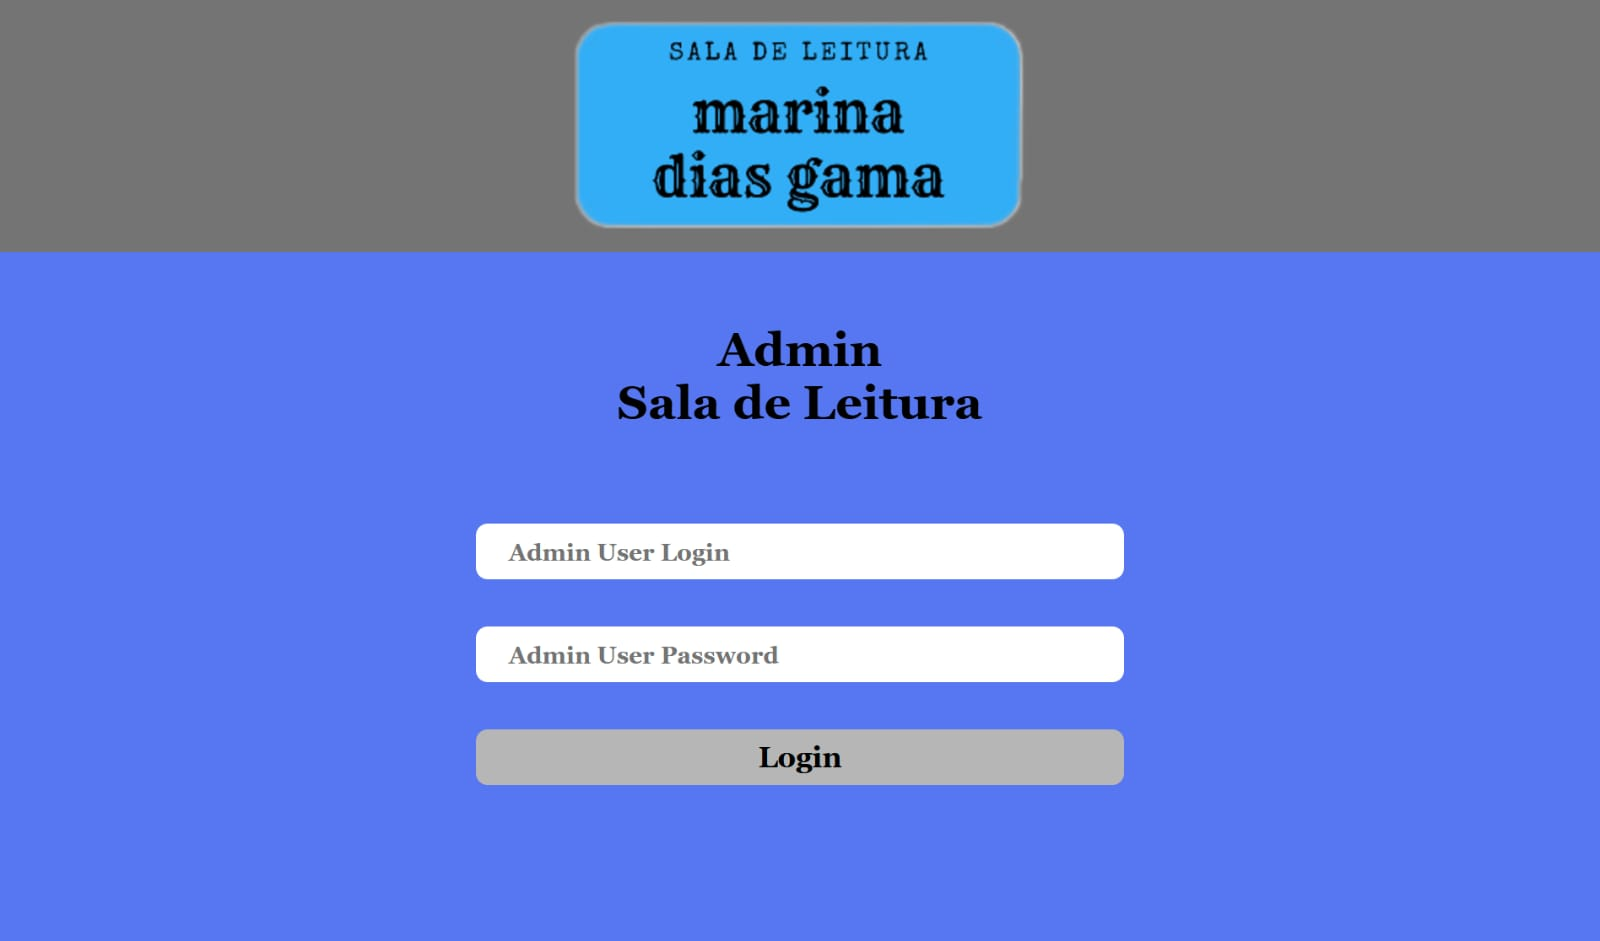 SALA DE LEITURA
marina
dias gama
Admin
Sala de Leitura
Admin User Login
Admin User Password
Login